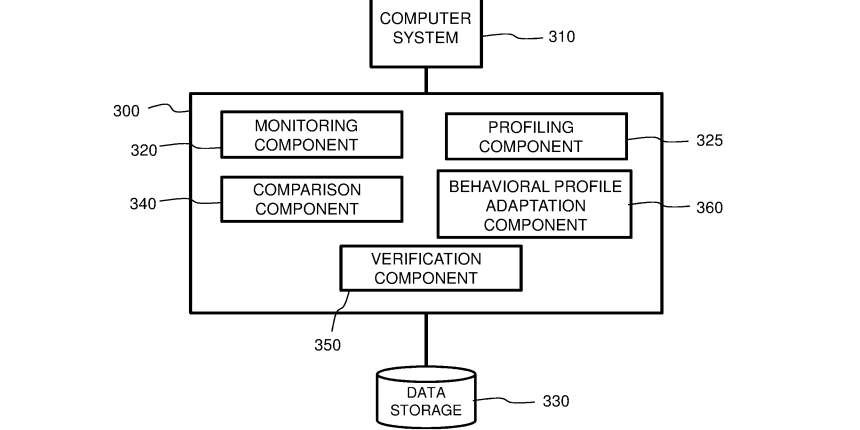 COMPUTER
SYSTEM
310
300
MONITORING
COMPONENT
320
PROFILING
COMPONENT
325
COMPARISON
COMPONENT
340
BEHAVIORAL PROFILE
ADAPTATION
COMPONENT
360
VERIFICATION
COMPONENT
350
DATA
STORAGE
330